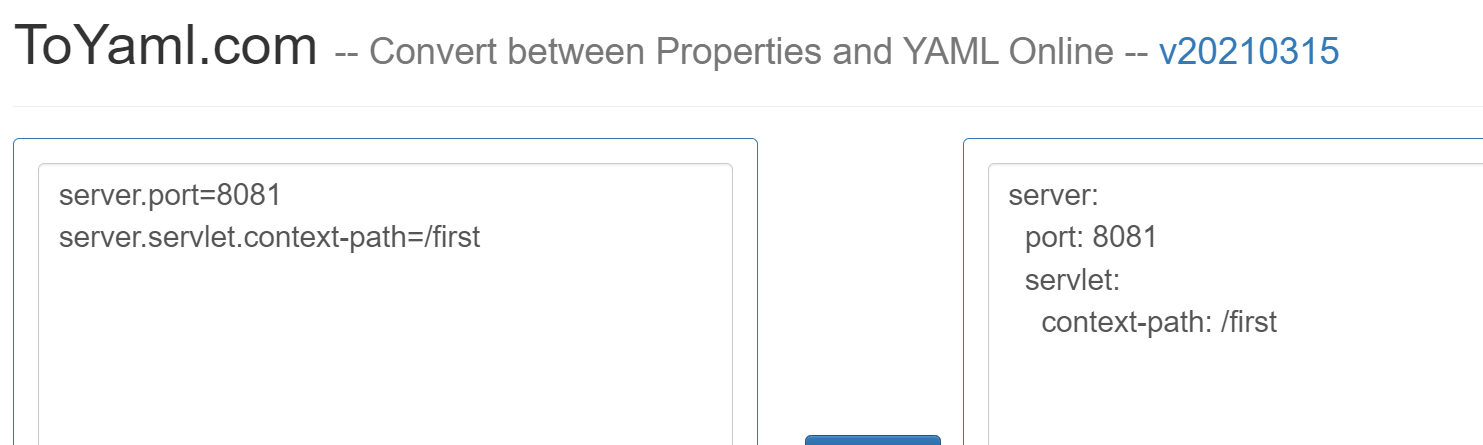 ToYaml.com -- Convert between Properties and YAML Online -- v20210315
server.port=8081
server.servlet.context-path=/first
server:
port: 8081
servlet:
context-path: /first